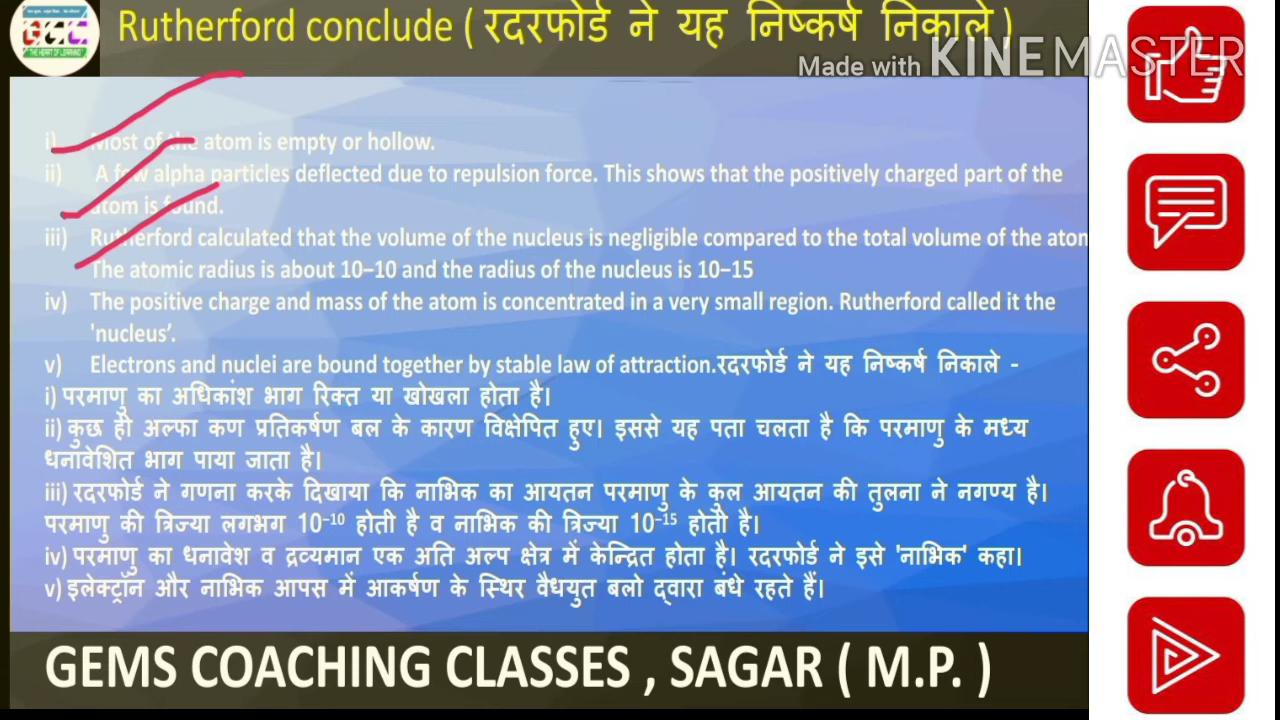 Rutherford conclude ( रदरफोर्ड ने यह निष्कर्ष निकाले )
Made with KINEMASTER
i) Most of the atom is empty or hollow.
ii) A few alpha particles deflected due to repulsion force. This shows that the positively charged part of the
atom is found.
iii) Rutherford calculated that the volume of the nucleus is negligible compared to the total volume of the atom
The atomic radius is about 10–10 and the radius of the nucleus is 10–15
iv) The positive charge and mass of the atom is concentrated in a very small region. Rutherford called it the
'nucleus’.
v) Electrons and nuclei are bound together by stable law of attraction.रदरफोर्ड ने यह निष्कर्ष निकाले -
i) परमाणु का अधिकांश भाग रिक्त या खोखला होता है।
ii) कुछ ही अल्फा कण प्रतिकर्षण बल के कारण विक्षेपित हुए। इससे यह पता चलता है कि परमाणु के मध्य
धनावेशित भाग पाया जाता है।
iii) रदरफोर्ड ने गणना करके दिखाया कि नाभिक का आयतन परमाणु के कुल आयतन की तुलना ने नगण्य है।
परमाणु की त्रिज्या लगभग 10⁻¹⁰ होती है व नाभिक की त्रिज्या 10⁻¹⁵ होती है।
iv) परमाणु का धनावेश व द्रव्यमान एक अति अल्प क्षेत्र में केन्द्रित होता है। रदरफोर्ड ने इसे 'नाभिक' कहा।
v) इलेक्ट्रॉन और नाभिक आपस में आकर्षण के स्थिर वैधयुत बलो द्वारा बंधे रहते हैं।
GEMS COACHING CLASSES , SAGAR ( M.P. )